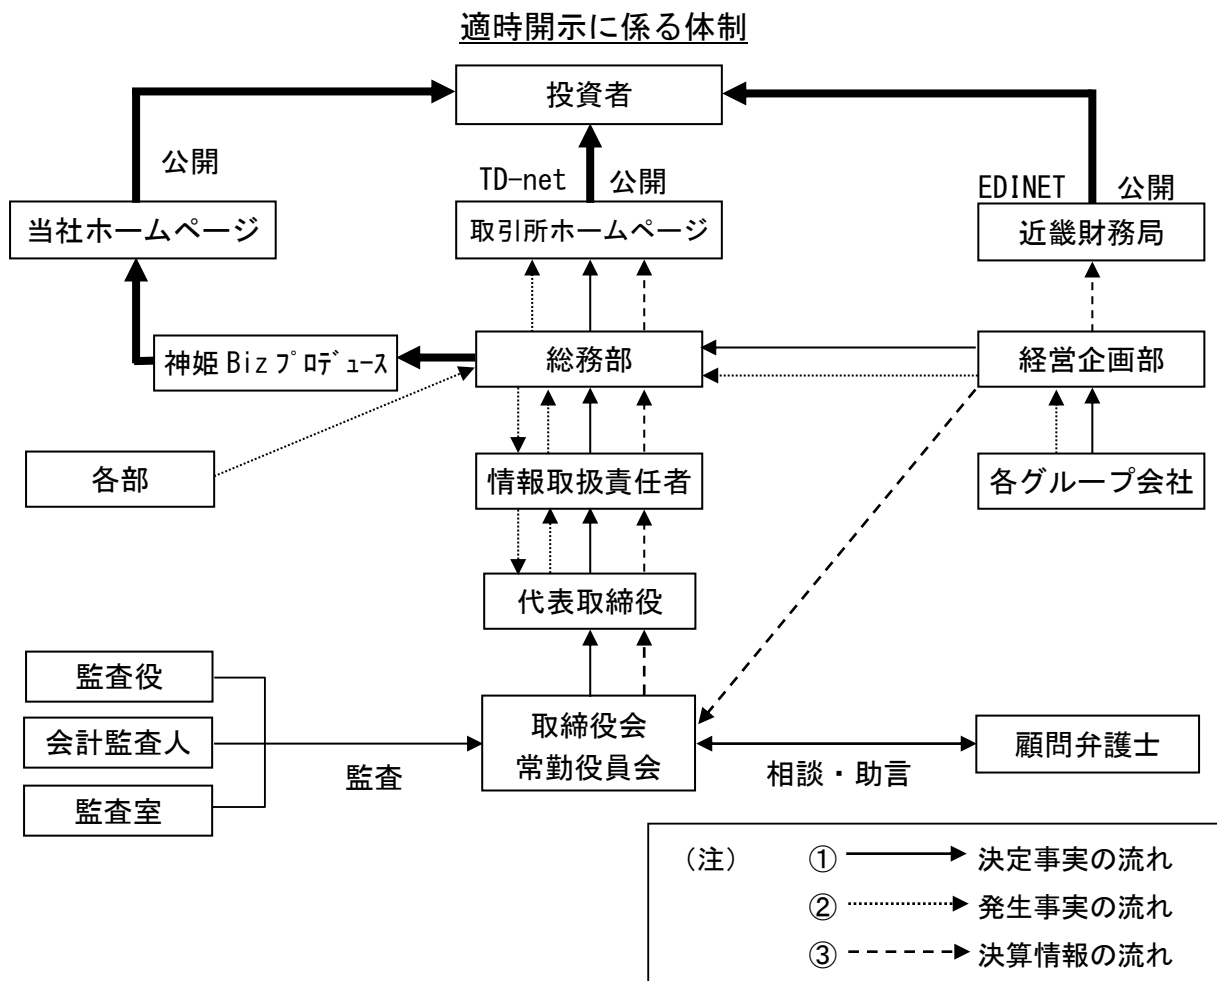 適時開示に係る体制
投資者
公開
TD-net 公開
EDINET 公開
当社ホームページ
取引所ホームページ
近畿財務局
神姫Bizプロデュース
総務部
経営企画部
各部
情報取扱責任者
各グループ会社
代表取締役
監査役
会計監査人
監査室
監査
取締役会
常勤役員会
相談・助言
顧問弁護士
(注) ① 決定事実の流れ
② 発生事実の流れ
③ 決算情報の流れ